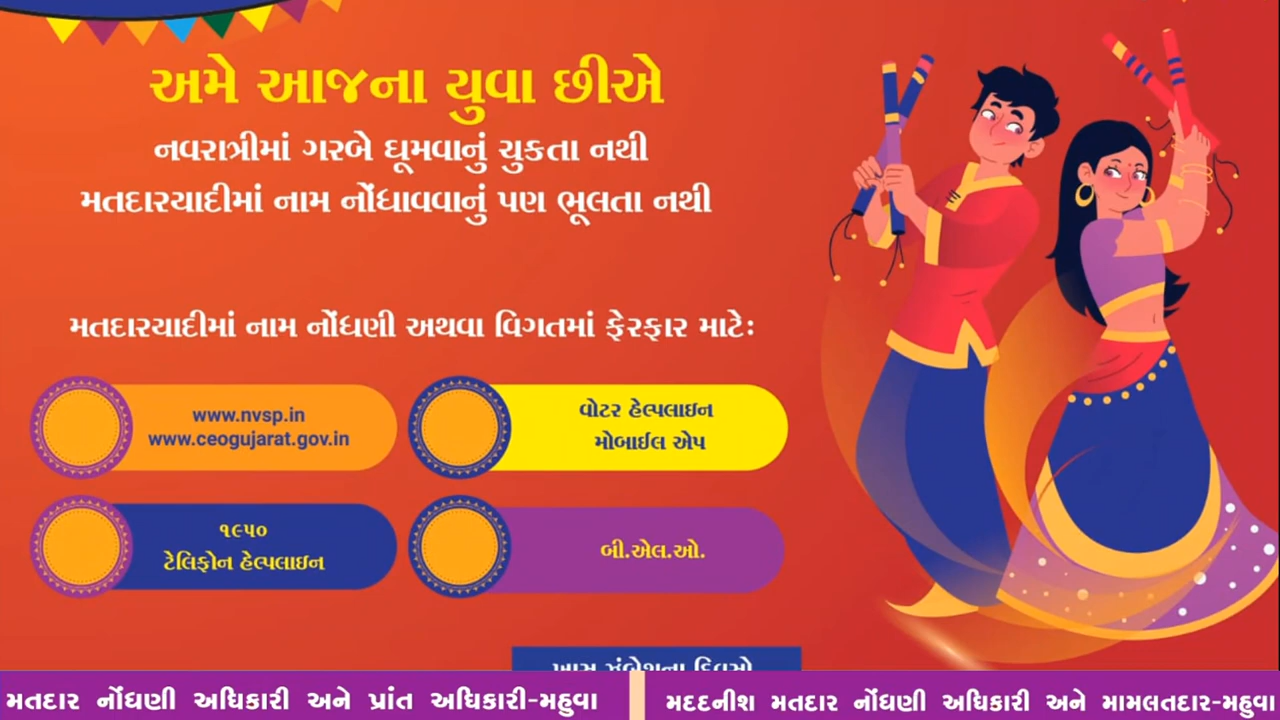 અમે આજના યુવા છીએ
નવરાત્રીમાં ગરબે ઘૂમવાનું ચુકતા નથી
મતદારયાદીમાં નામ નોંધાવવાનું પણ ભૂલતા નથી
મતદારયાદીમાં નામ નોંધણી અથવા વિગતમાં ફેરફાર માટેઃ
www.nvsp.in
www.ceogujarat.gov.in
વોટર હેલ્પલાઇન
મોબાઈલ એપ
૧૯૫૦
ટેલિફોન હેલ્પલાઇન
બી.એલ.ઓ.
ખાસ ઝુંબેશના દિવસો
મતદાર નોંધણી અધિકારી અને પ્રાંત અધિકારી-મહુવા
મદદનીશ મતદાર નોંધણી અધિકારી અને મામલતદાર-મહુવા